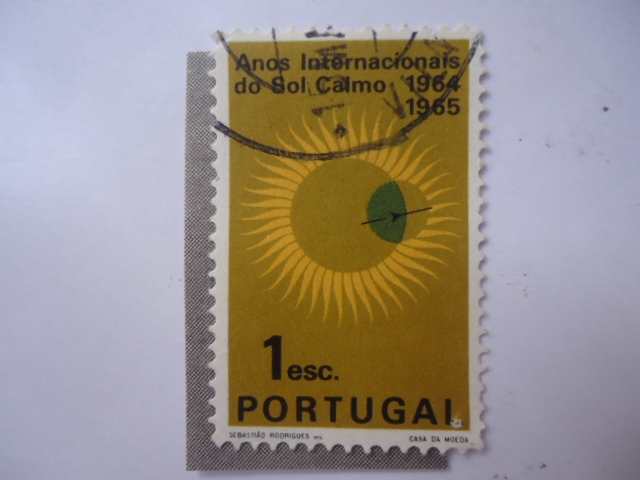 Anos Internacionais
do Sol Calmo 1964
1965
1 esc.
PORTUGAL
SEBASTIÃO RODRIGUES
CASA DA MOEDA